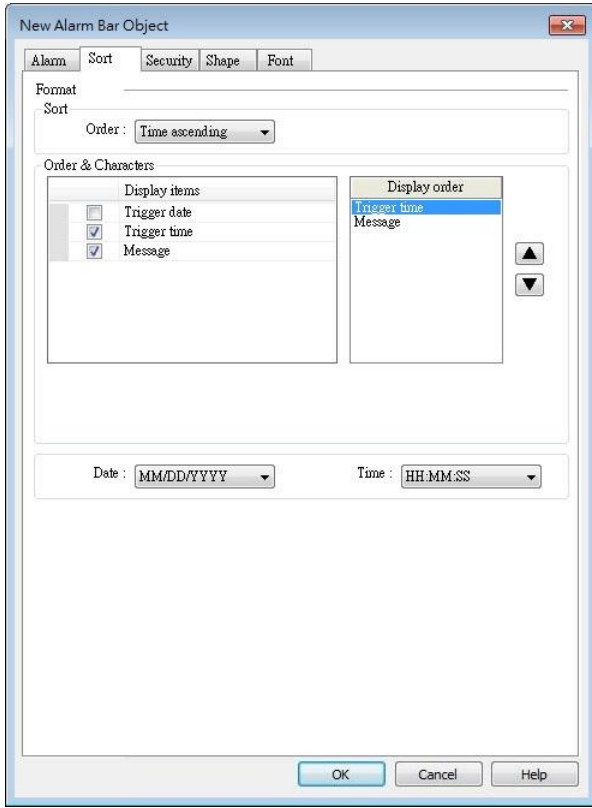 New Alarm Bar Object
Alarm Sort Security Shape Font
Format
Sort
Order : Time ascending
Order & Characters
Display items
Trigger date
Trigger time
Message
Display order
Trigger time
Message
Date : MM/DD/YYYY Time : HH:MM:SS
OK Cancel Help